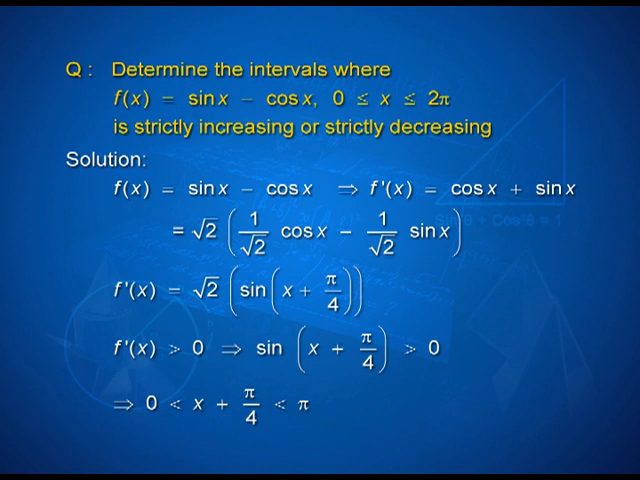 Q : Determine the intervals where
f(x) = sin x – cos x, 0 ≤ x ≤ 2π
is strictly increasing or strictly decreasing
Solution:
f(x) = sin x – cos x ⇒ f'(x) = cos x + sin x
= √2 ( 1/√2 cos x – 1/√2 sin x )
f'(x) = √2 ( sin ( x + π/4 ) )
f'(x) > 0 ⇒ sin ( x + π/4 ) > 0
⇒ 0 < x + π/4 < π